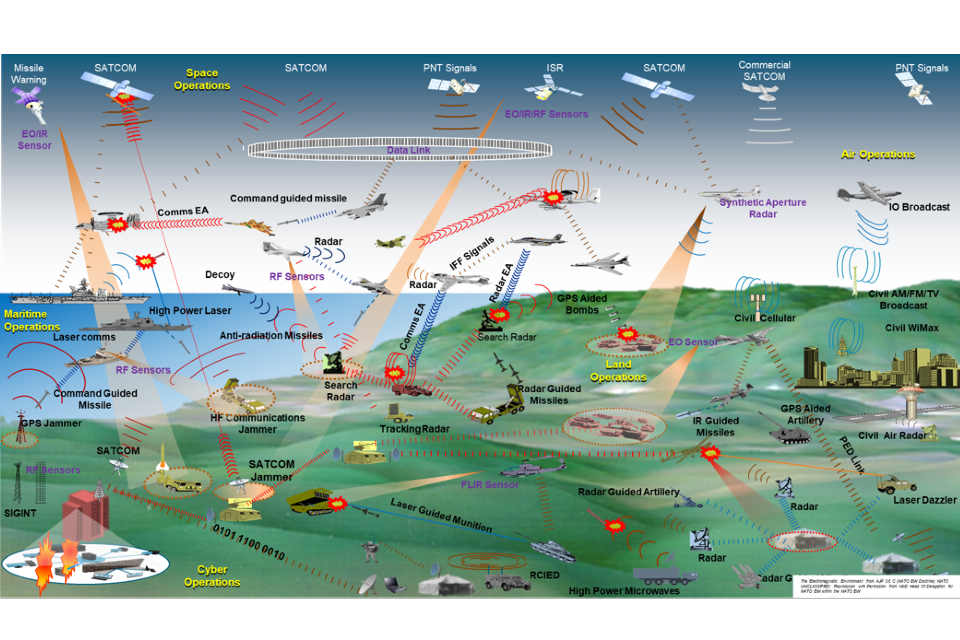 Missile
Warning
SATCOM
Space
Operations
SATCOM
PNT Signals
ISR
SATCOM
Commercial
SATCOM
PNT Signals
EO/IR
Sensor
EO/IR/RF Sensors
Data Link
Air Operations
Comms EA
Command guided missile
Synthetic Aperture
Radar
IO Broadcast
Radar
IFF Signals
RF Sensors
Decoy
Radar
Radar EA
GPS Aided
Bombs
Civil AM/FM/TV
Broadcast
Maritime
Operations
High Power Laser
Comms EA
Civil Cellular
Civil WiMax
Laser comms
Anti-radiation Missiles
Search Radar
EO Sensor
RF Sensors
Land
Operations
Command Guided
Missile
Search
Radar
Radar Guided
Missiles
GPS Jammer
HF Communications
Jammer
Tracking Radar
IR Guided
Missiles
GPS Aided
Artillery
Civil Air Radar
SATCOM
PED Link
RF Sensors
SATCOM
Jammer
FLIR Sensor
Radar Guided Artillery
Laser Dazzler
SIGINT
Laser Guided Munition
Radar
0101 1100 0010
Radar
Cyber
Operations
RCIED
High Power Microwaves
Radar G
The Electromagnetic Environment from AJP 3.6 C (NATO EW Doctrine) NATO
UNCLASSIFIED. Reproduced with Permission from HMD Head of Delegation for
NATO EW within the NATO EW